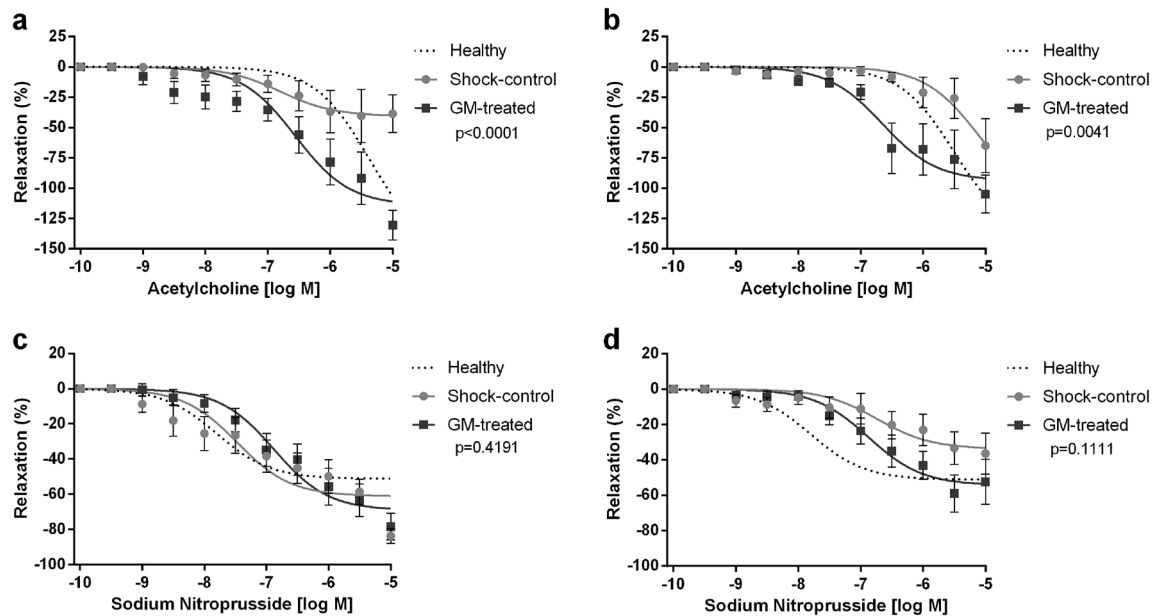 a
25
0
-25
-50
-75
-100
-125
-150
Relaxation (%)
-10 -9 -8 -7 -6 -5
Acetylcholine [log M]
Healthy
Shock-control
GM-treated
p<0.0001
b
25
0
-25
-50
-75
-100
-125
-150
Relaxation (%)
-10 -9 -8 -7 -6 -5
Acetylcholine [log M]
Healthy
Shock-control
GM-treated
p=0.0041
c
20
0
-20
-40
-60
-80
-100
Relaxation (%)
-10 -9 -8 -7 -6 -5
Sodium Nitroprusside [log M]
Healthy
Shock-control
GM-treated
p=0.4191
d
20
0
-20
-40
-60
-80
-100
Relaxation (%)
-10 -9 -8 -7 -6 -5
Sodium Nitroprusside [log M]
Healthy
Shock-control
GM-treated
p=0.1111